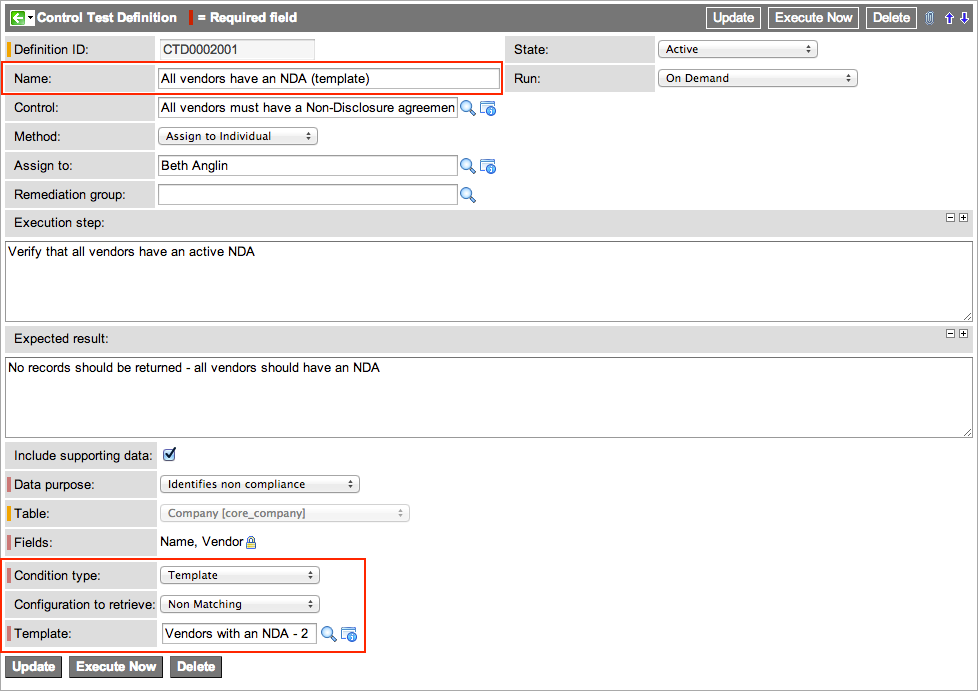 Control Test Definition = Required field Update Execute Now Delete
Definition ID: CTD0002001 State: Active
Name: All vendors have an NDA (template) Run: On Demand
Control: All vendors must have a Non-Disclosure agreemen
Method: Assign to Individual
Assign to: Beth Anglin
Remediation group:
Execution step:
Verify that all vendors have an active NDA
Expected result:
No records should be returned - all vendors should have an NDA
Include supporting data:
Data purpose: Identifies non compliance
Table: Company [core_company]
Fields: Name, Vendor
Condition type: Template
Configuration to retrieve: Non Matching
Template: Vendors with an NDA - 2
Update Execute Now Delete